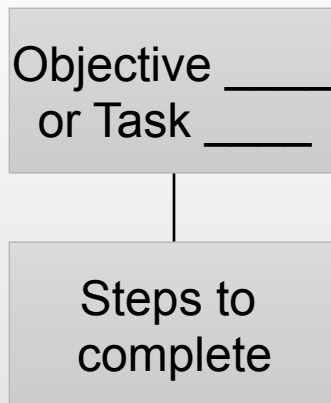 Objective ____
or Task ____
Steps to
complete